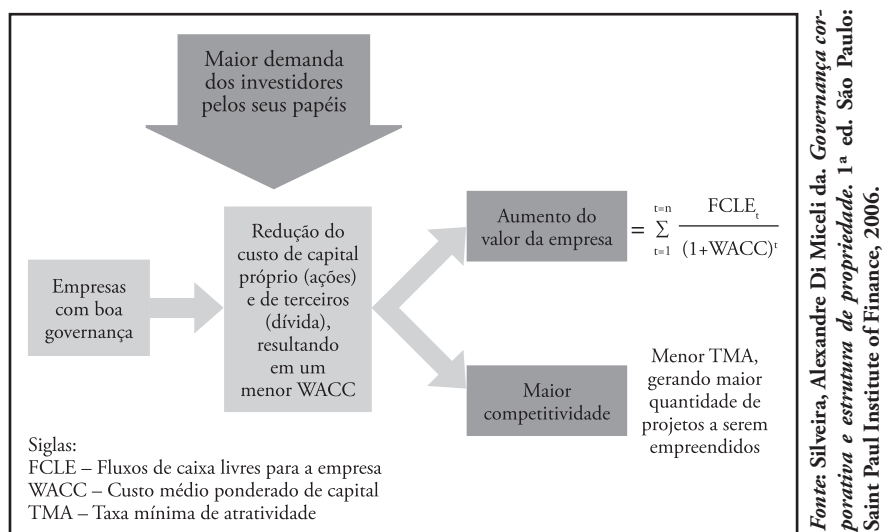 Maior demanda
dos investidores
pelos seus papéis
Empresas
com boa
governança
Redução do
custo de capital
próprio (ações)
e de terceiros
(dívida),
resultando
em um
menor WACC
Aumento do
valor da empresa
= t=n Σ t=1 FCLEt / (1+WACC)^t
Maior
competitividade
Menor TMA,
gerando maior
quantidade de
projetos a serem
empreendidos
Siglas:
FCLE – Fluxos de caixa livres para a empresa
WACC – Custo médio ponderado de capital
TMA – Taxa mínima de atratividade
Fonte: Silveira, Alexandre Di Miceli da. Governança cor-
porativa e estrutura de propriedade. 1ª ed. São Paulo:
Saint Paul Institute of Finance, 2006.